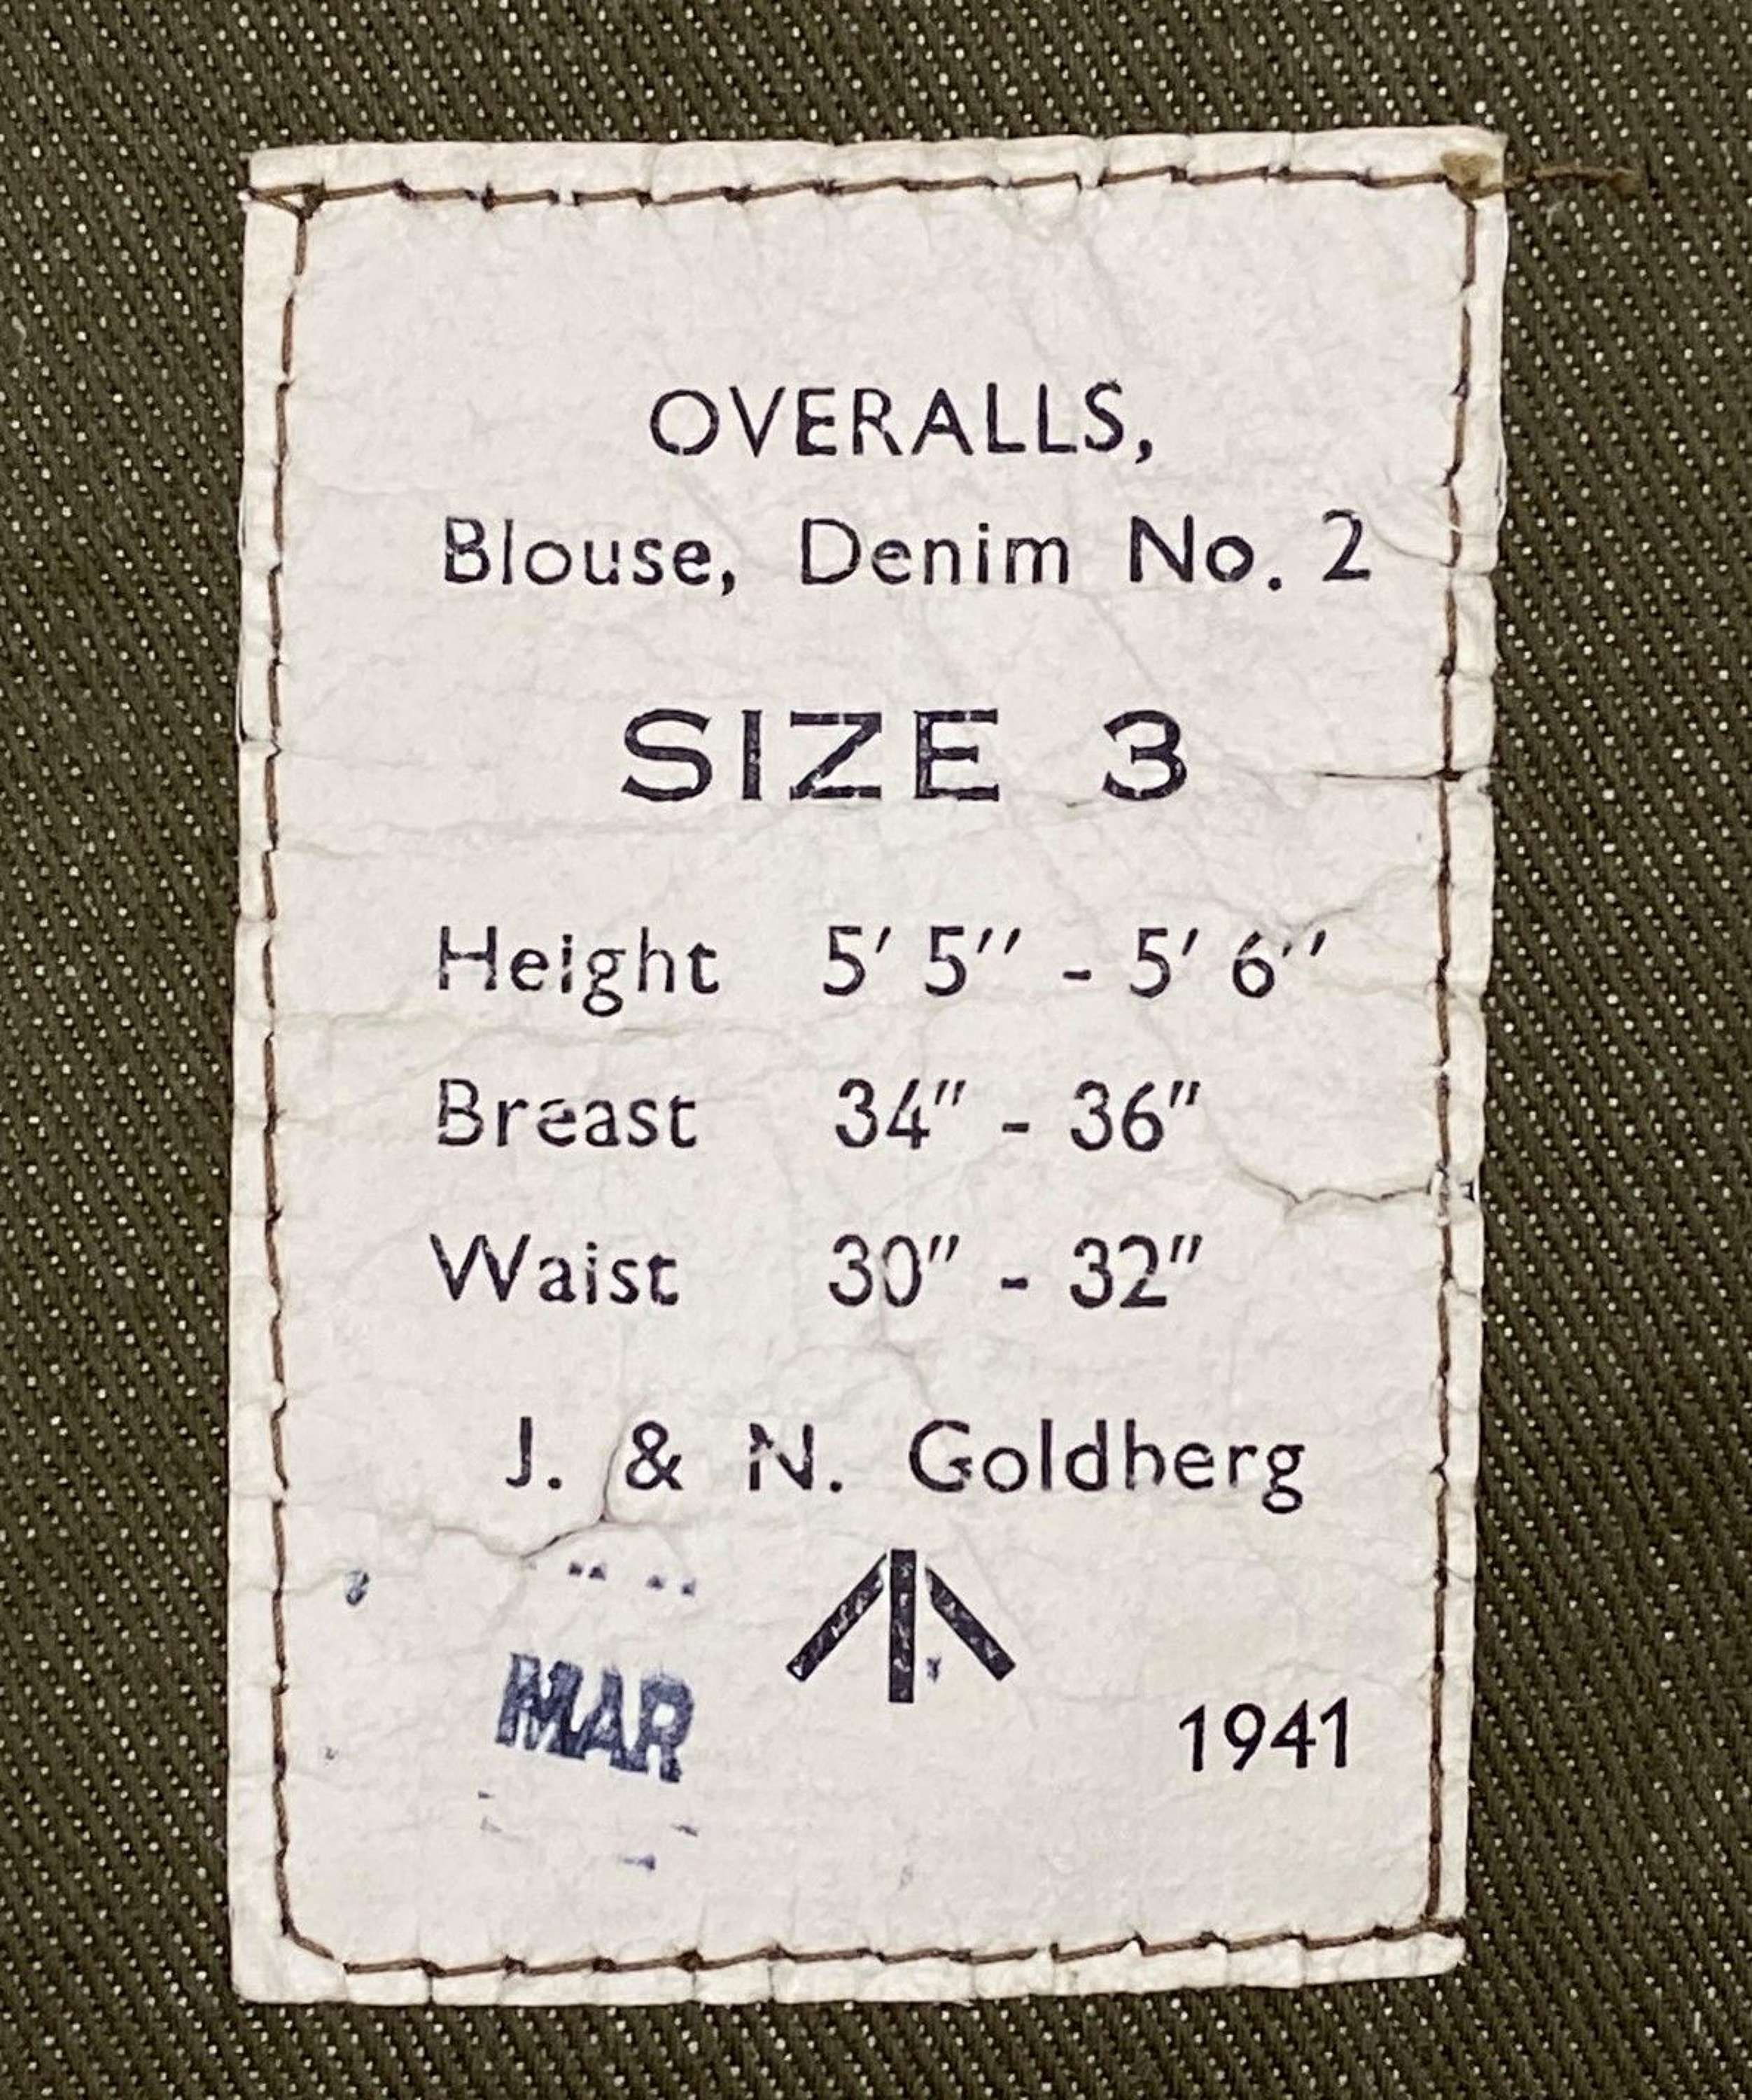 OVERALLS,
Blouse, Denim No. 2
SIZE 3
Height 5' 5" - 5' 6"
Breast 34" - 36"
Waist 30" - 32"
J. & N. Goldberg
MAR
1941